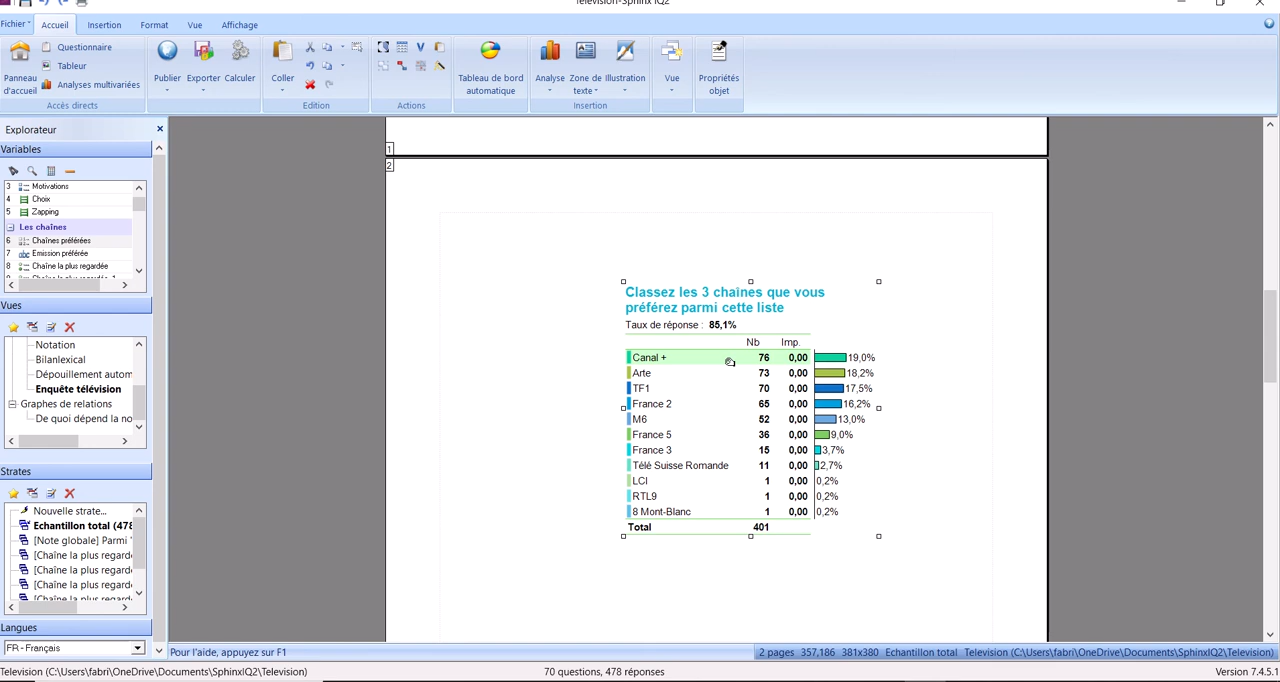 Télévision-Sphinx iQ2
Fichier
Accueil
Insertion
Format
Vue
Affichage
Panneau
d'accueil
Questionnaire
Tableur
Analyses multivariées
Accès directs
Publier
Exporter
Calculer
Coller
Edition
Actions
Tableau de bord
automatique
Analyse
Zone de
texte
Illustration
Insertion
Vue
Propriétés
objet
Explorateur
Variables
3 Motivations
4 Choix
5 Zapping
Les chaînes
6 Chaînes préférées
7 abc Emission préférée
8 Chaîne la plus regardée
Vues
Notation
Bilanlexical
Dépouillement autom
Enquête télévision
Graphes de relations
De quoi dépend la no
Strates
Nouvelle strate...
Echantillon total (478
[Note globale] Parmi "
[Chaîne la plus regard
[Chaîne la plus regard
[Chaîne la plus regard
[Chaîne la plus regard
Langues
FR - Français
1
2
Classez les 3 chaines que vous
préférez parmi cette liste
Taux de réponse : 85,1%
Nb Imp.
Canal + 76 0,00 19,0%
Arte 73 0,00 18,2%
TF1 70 0,00 17,5%
France 2 65 0,00 16,2%
M6 52 0,00 13,0%
France 5 36 0,00 9,0%
France 3 15 0,00 3,7%
Télé Suisse Romande 11 0,00 2,7%
LCI 1 0,00 0,2%
RTL9 1 0,00 0,2%
8 Mont-Blanc 1 0,00 0,2%
Total 401
Pour l'aide, appuyez sur F1
2 pages 357,186 381x380 Echantillon total Television (C:\Users\fabri\OneDrive\Documents\SphinxIQ2\Television)
Television (C:\Users\fabri\OneDrive\Documents\SphinxIQ2\Television)
70 questions, 478 réponses
Version 7.4.5.1